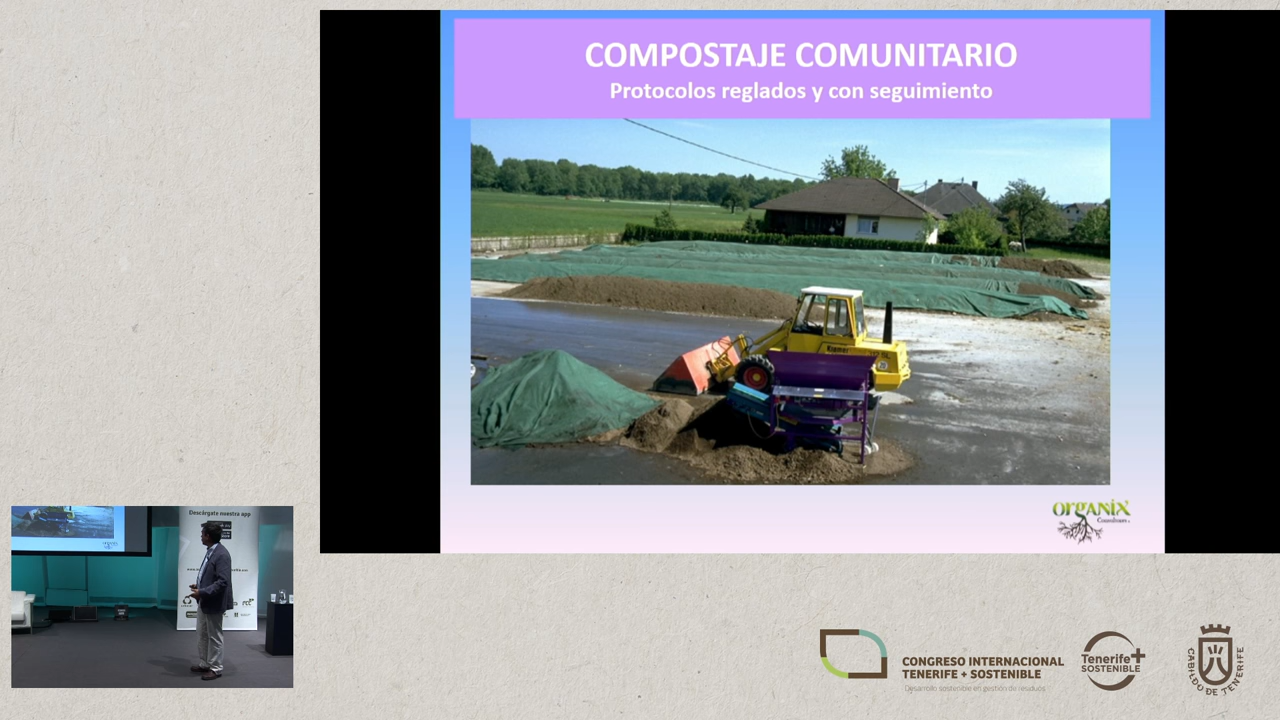 COMPOSTAJE COMUNITARIO
Protocolos reglados y con seguimiento
Kramer
organix
Descárgate nuestra app
CONGRESO INTERNACIONAL
TENERIFE + SOSTENIBLE
Desarrollo sostenible en gestión de residuos
Tenerife+
SOSTENIBLE
CABILDO DE TENERIFE